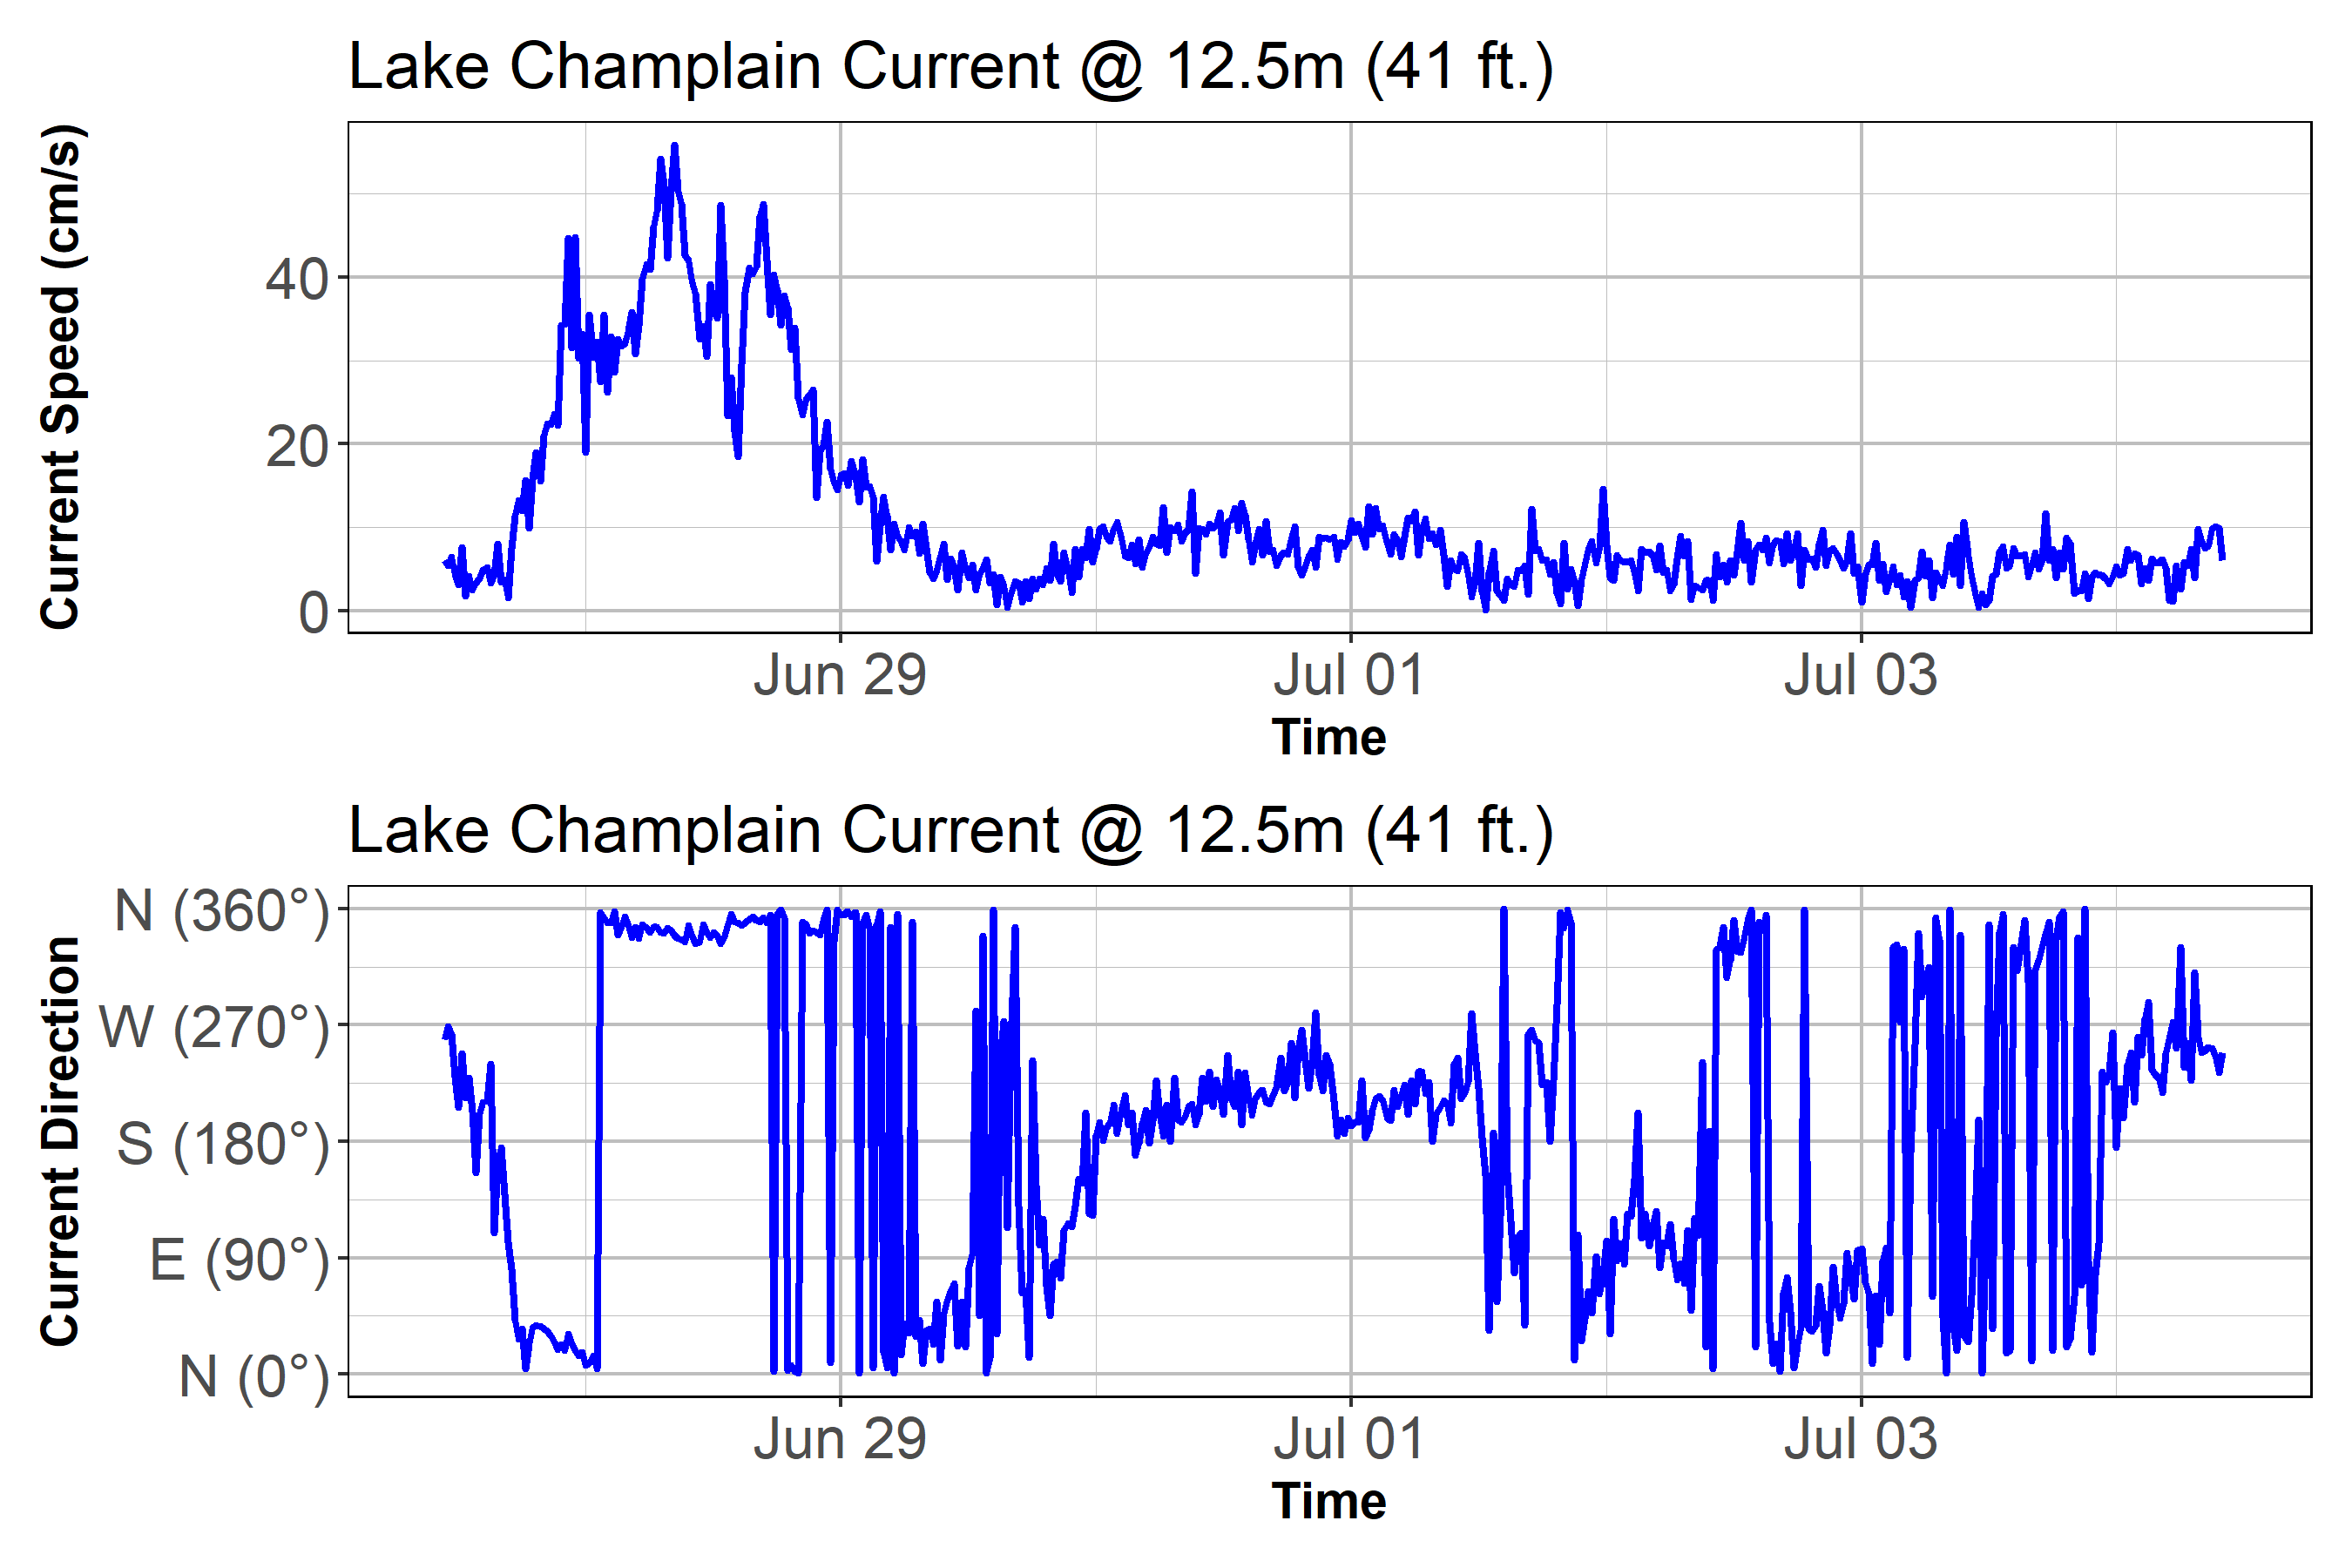 Lake Champlain Current @ 12.5m (41 ft.)
Current Speed (cm/s)
40
20
0
Jun 29 Jul 01 Jul 03
Time
Lake Champlain Current @ 12.5m (41 ft.)
Current Direction
N (360°)
W (270°)
S (180°)
E (90°)
N (0°)
Jun 29 Jul 01 Jul 03
Time